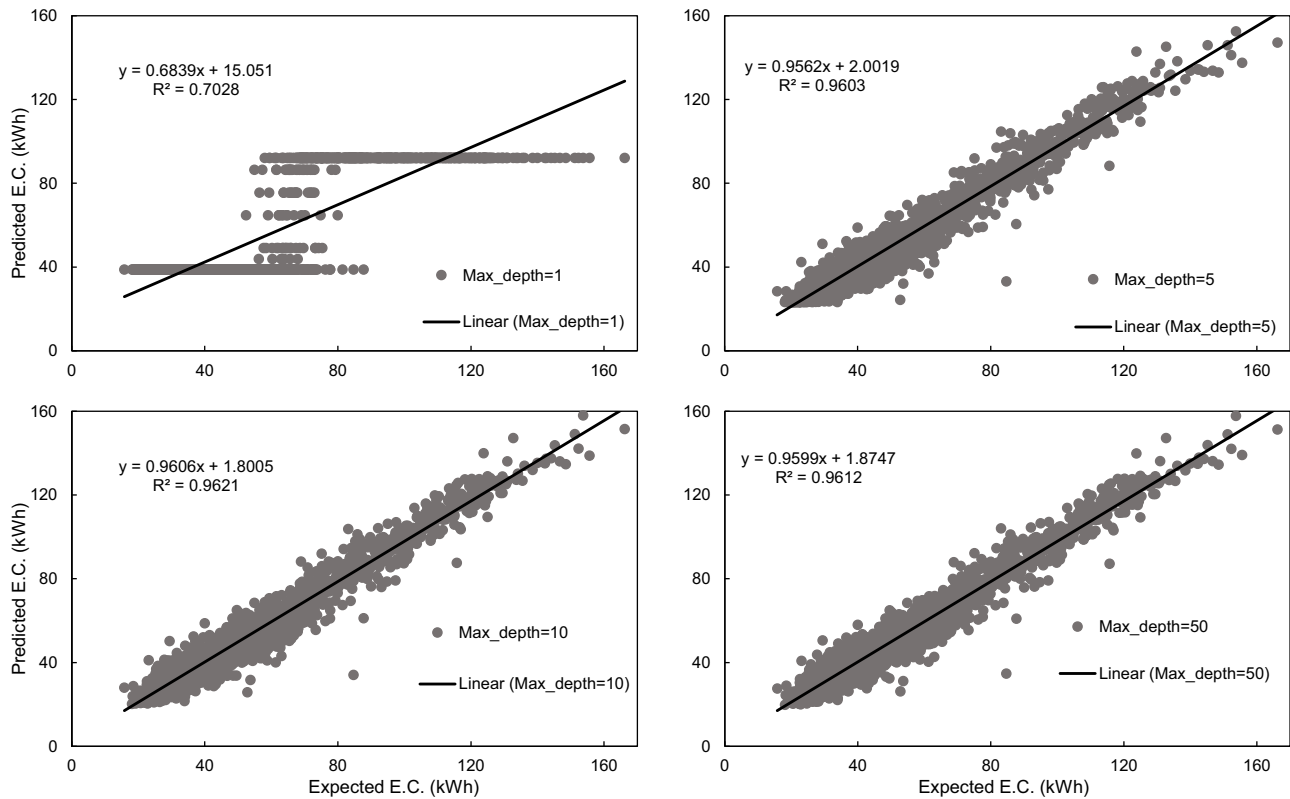 160
120
80
40
0
Predicted E.C. (kWh)
y = 0.6839x + 15.051
R² = 0.7028
Max_depth=1
Linear (Max_depth=1)
0
40
80
120
160
160
120
80
40
0
y = 0.9562x + 2.0019
R² = 0.9603
Max_depth=5
Linear (Max_depth=5)
0
40
80
120
160
160
120
80
40
0
Predicted E.C. (kWh)
y = 0.9606x + 1.8005
R² = 0.9621
Max_depth=10
Linear (Max_depth=10)
0
40
80
120
160
Expected E.C. (kWh)
160
120
80
40
0
y = 0.9599x + 1.8747
R² = 0.9612
Max_depth=50
Linear (Max_depth=50)
0
40
80
120
160
Expected E.C. (kWh)